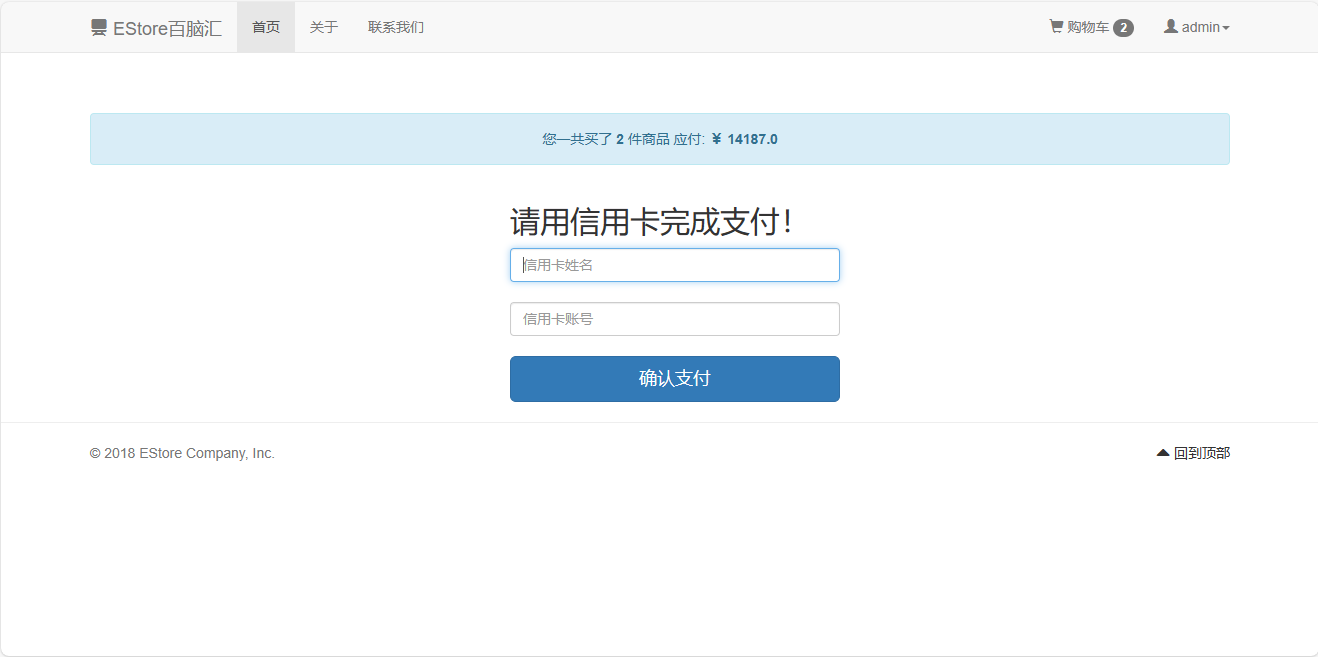 EStore百脑汇 首页 关于 联系我们 购物车 2 admin
您一共买了 2 件商品 应付: ¥ 14187.0
请用信用卡完成支付！
信用卡姓名
信用卡账号
确认支付
© 2018 EStore Company, Inc. 回到顶部